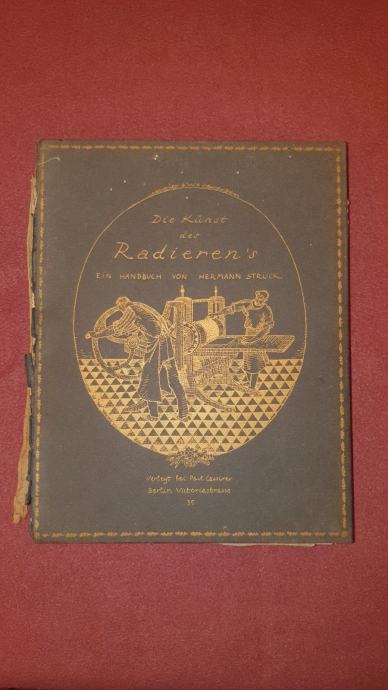 Die Kunst
des
Radieren's
EIN HANDBUCH VON HERMANN STRUCK
Verlegt bei Paul Cassirer
Berlin Victoriastrasse
35